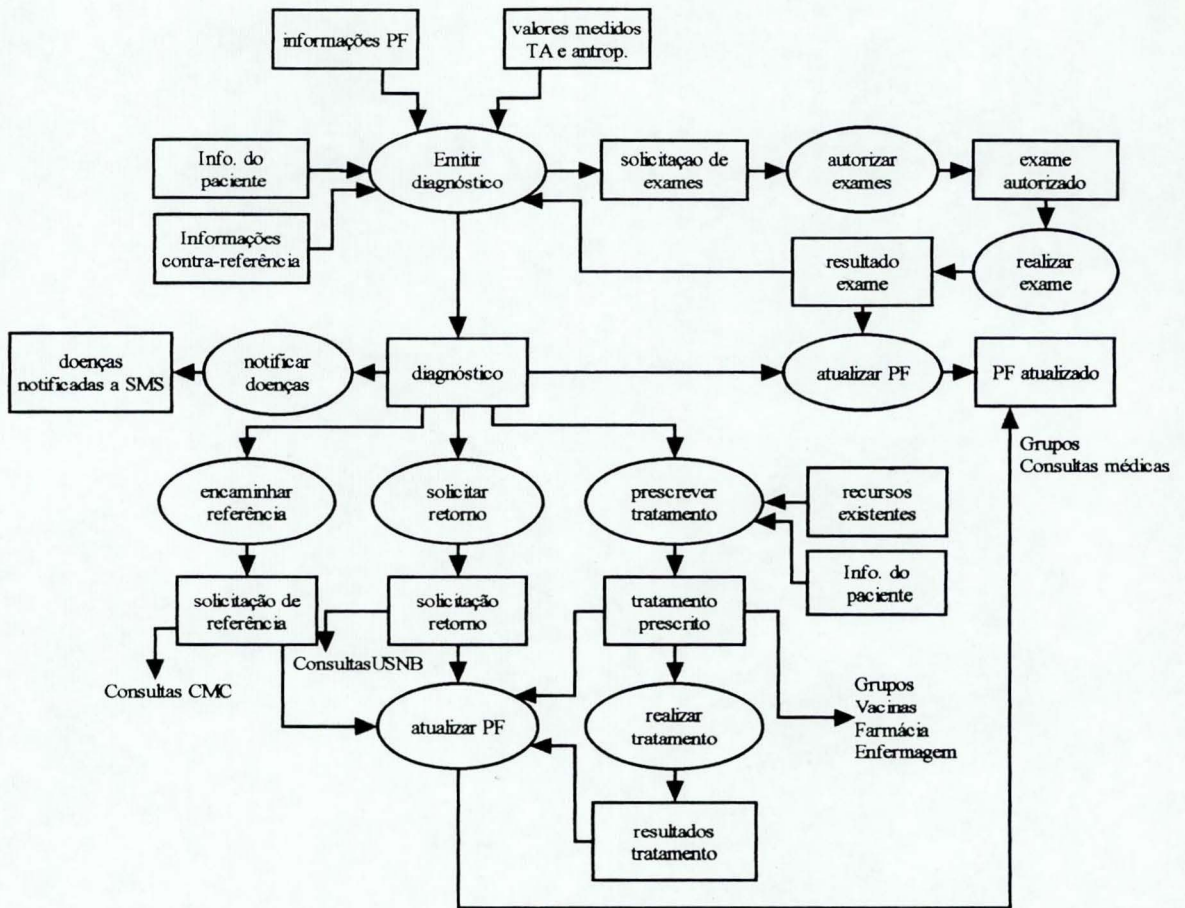 informações PF
valores medidos
TA e antrop.
Info. do
paciente
Emitir
diagnóstico
solicitaçao de
exames
autorizar
exames
exame
autorizado
Informações
contra-referência
resultado
exame
realizar
exame
doenças
notificadas a SMS
notificar
doenças
diagnóstico
atualizar PF
PF atualizado
Grupos
Consultas médicas
encaminhar
referência
solicitar
retorno
prescrever
tratamento
recursos
existentes
Info. do
paciente
solicitação de
referência
solicitação
retorno
tratamento
prescrito
ConsultasUSNB
Consultas CMC
Grupos
Vacinas
Farmácia
Enfermagem
atualizar PF
realizar
tratamento
resultados
tratamento